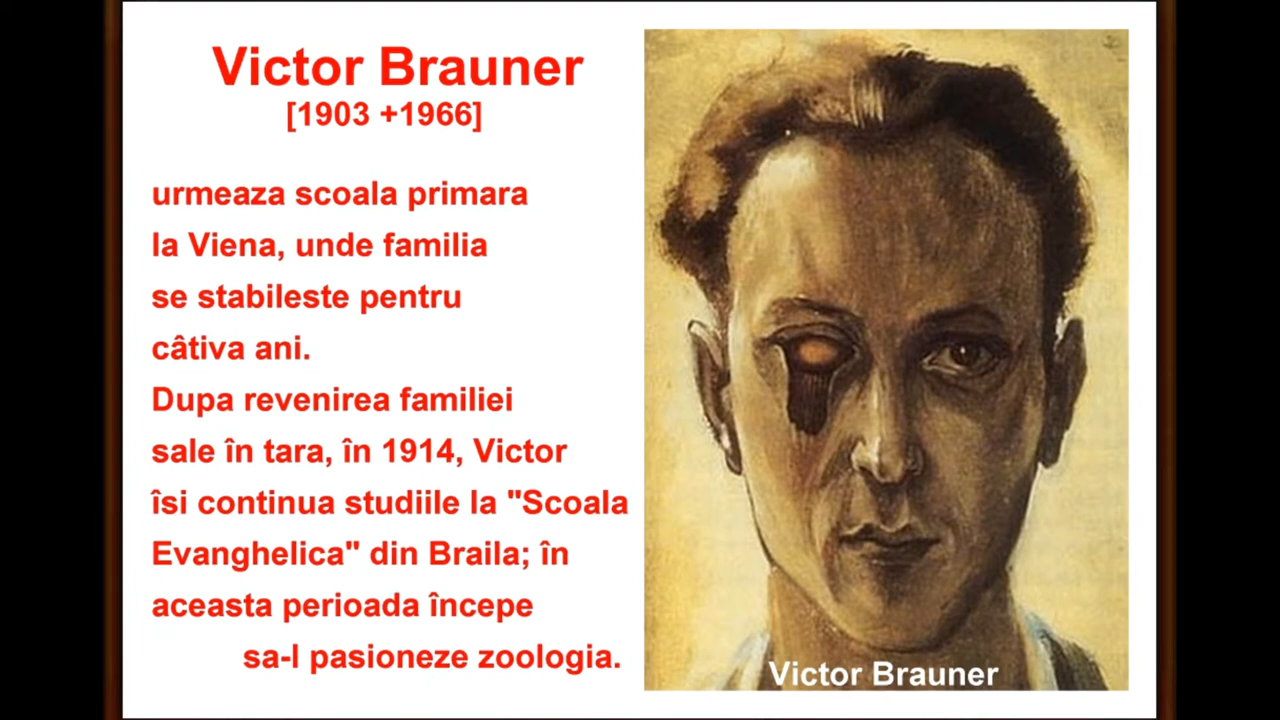 Victor Brauner
[1903 +1966]
urmeaza scoala primara
la Viena, unde familia
se stabileste pentru
câtiva ani.
Dupa revenirea familiei
sale în tara, în 1914, Victor
îsi continua studiile la "Scoala
Evanghelica" din Braila; în
aceasta perioada începe
sa-l pasioneze zoologia.
Victor Brauner